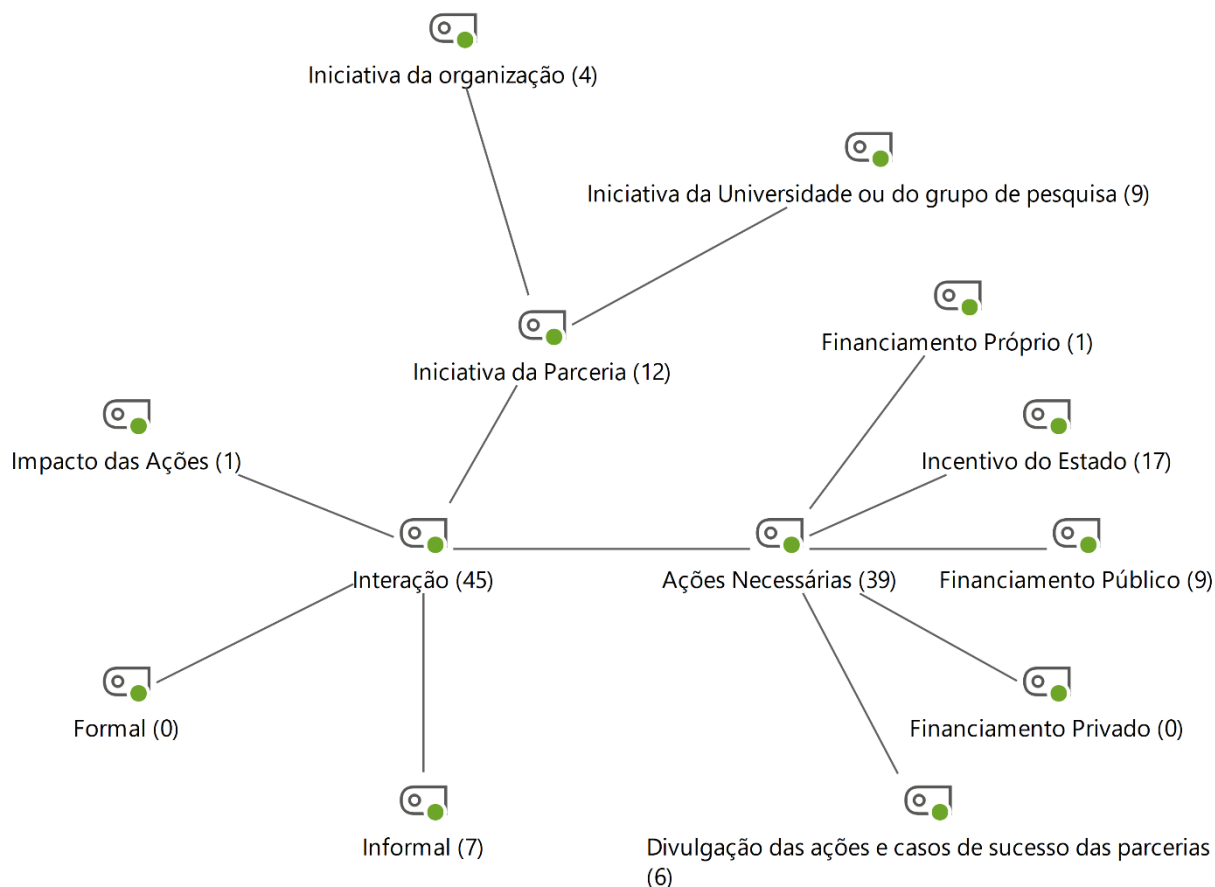 Iniciativa da organização (4)
Iniciativa da Universidade ou do grupo de pesquisa (9)
Financiamento Próprio (1)
Iniciativa da Parceria (12)
Impacto das Ações (1)
Incentivo do Estado (17)
Interação (45)
Ações Necessárias (39)
Financiamento Público (9)
Formal (0)
Financiamento Privado (0)
Informal (7)
Divulgação das ações e casos de sucesso das parcerias
(6)